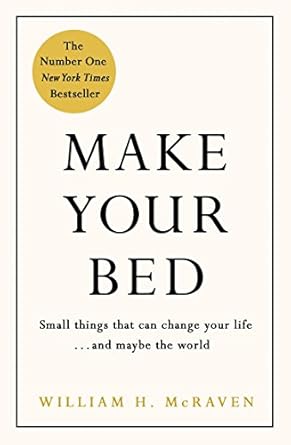 The
Number One
New York Times
Bestseller
MAKE
YOUR
BED
Small things that can change your life
...and maybe the world
WILLIAM H. McRAVEN